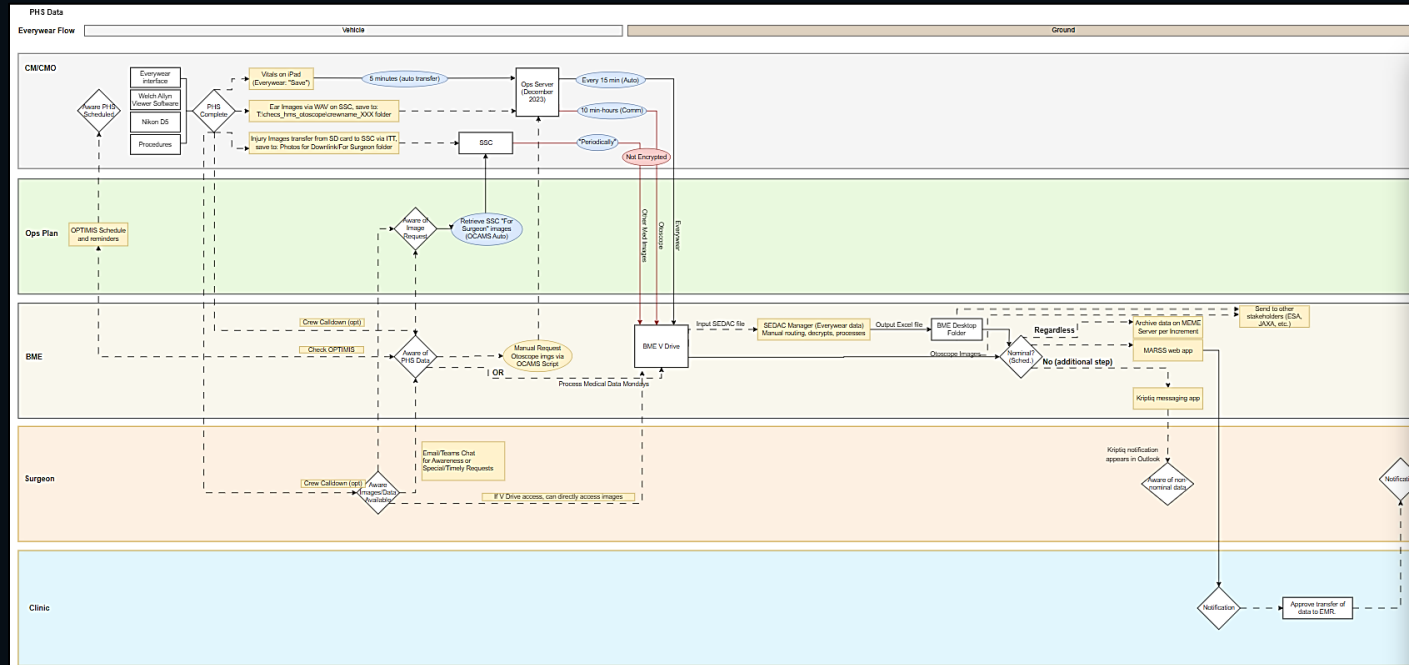 PHS Data
Everywear Flow
Vehicle
Ground
CM/CMO
Aware PHS
Scheduled
Everywear
interface
Welch Allyn
Viewer Software
Nikon D5
Procedures
PHS
Complete
Vitals on iPad
(Everywear: "Save")
5 minutes (auto transfer)
Ear Images via WAV on SSC, save to:
T:\checs_hms_otoscope\crewname_XXX folder
Injury Images transfer from SD card to SSC via ITT,
save to: Photos for Downlink/For Surgeon folder
SSC
Ops Server
(December
2023)
Every 15 min (Auto)
10 min-hours (Comm)
"Periodically"
Not Encrypted
Ops Plan
OPTIMIS Schedule
and reminders
Aware of
Image
Request
Retrieve SSC "For
Surgeon" images
(OCAMS Auto)
Other Med Images
Otoscope
Everywear
BME
Crew Calldown (opt)
Check OPTIMIS
Aware of
PHS Data
OR
Manual Request
Otoscope imgs via
OCAMS Script
Process Medical Data Mondays
BME V Drive
Input SEDAC file
SEDAC Manager (Everywear data)
Manual routing, decrypts, processes
Output Excel file
BME Desktop
Folder
Otoscope Images
Nominal?
(Sched.)
Regardless
No (additional step)
Archive data on MEME
Server per Increment
MARSS web app
Send to other
stakeholders (ESA,
JAXA, etc.)
Kriptiq messaging app
Surgeon
Crew Calldown (opt)
Aware
Images/Data
Available
Email/Teams Chat
for Awareness or
Special/Timely Requests
If V Drive access, can directly access images
Kriptiq notification
appears in Outlook
Aware of non-
nominal data
Clinic
Notification
Approve transfer of
data to EMR.